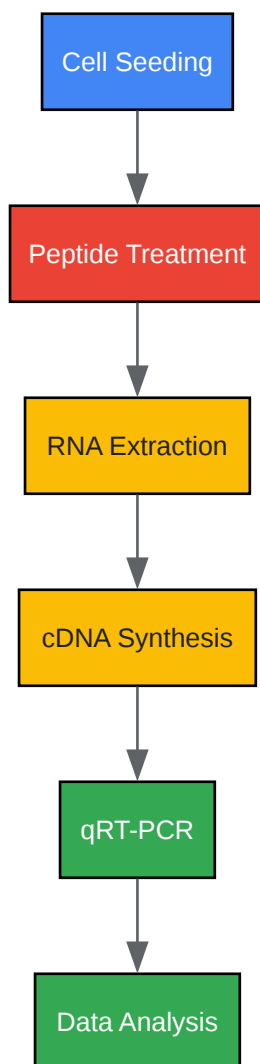 Cell Seeding
Peptide Treatment
RNA Extraction
cDNA Synthesis
qRT-PCR
Data Analysis